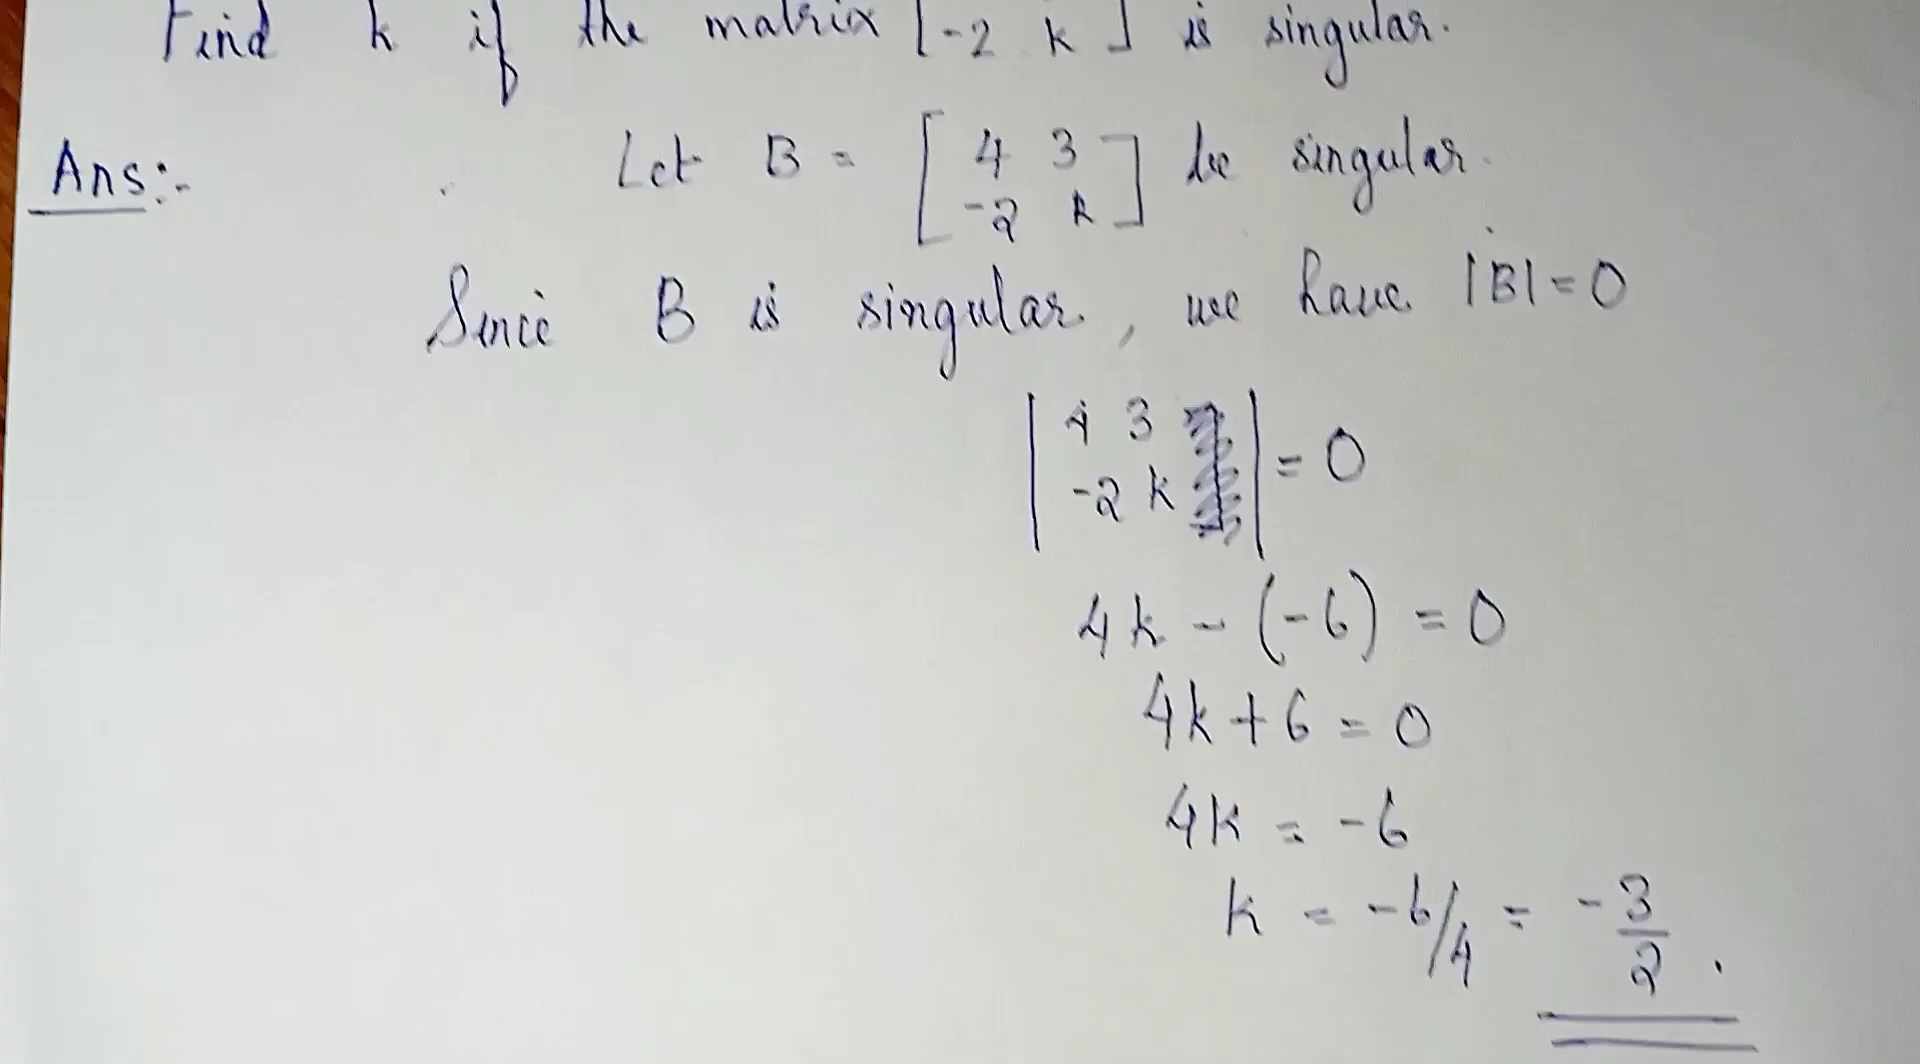 Find k if the matrix [-2 k] is singular.
Ans:- Let B = [ 4 3
-2 k ] be singular.
Since B is singular, we have |B| = 0
| 4 3
-2 k | = 0
4k - (-6) = 0
4k + 6 = 0
4k = -6
k = -6/4 = -3/2.